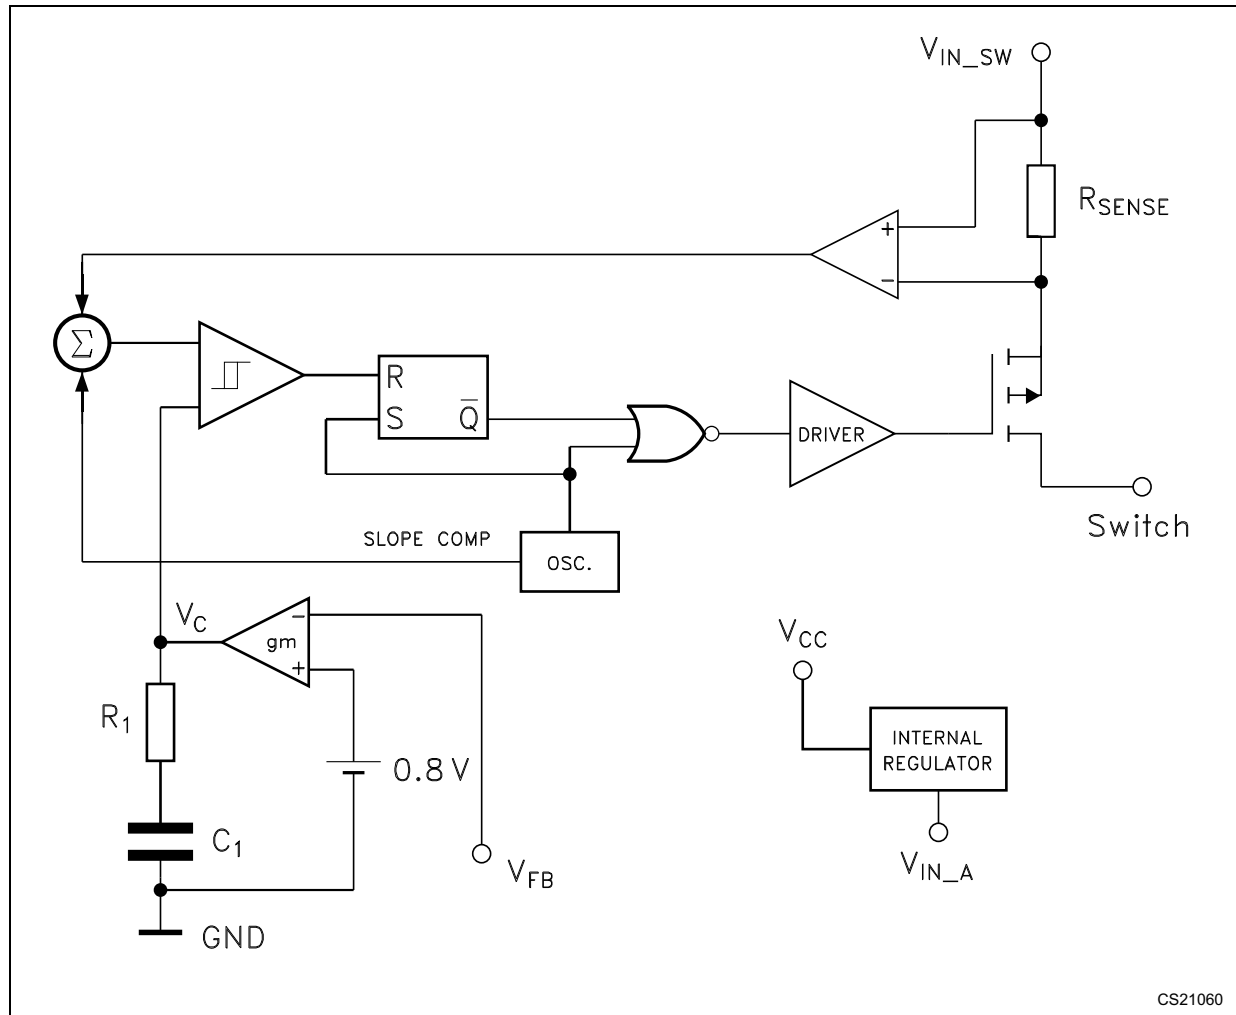 V_IN_SW
R_SENSE
+
−
Σ
R
S
Q̅
DRIVER
Switch
SLOPE COMP
OSC.
V_C
gm
−
+
V_CC
R_1
INTERNAL
REGULATOR
0.8 V
C_1
V_FB
V_IN_A
GND
CS21060